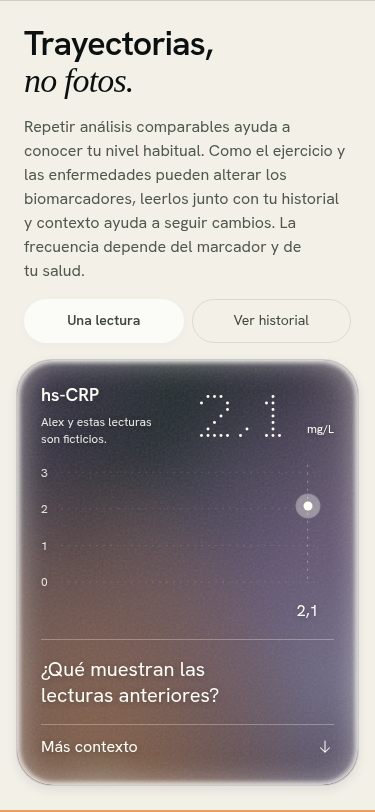 Trayectorias,
no fotos.
Repetir análisis comparables ayuda a
conocer tu nivel habitual. Como el ejercicio y
las enfermedades pueden alterar los
biomarcadores, leerlos junto con tu historial
y contexto ayuda a seguir cambios. La
frecuencia depende del marcador y de
tu salud.
Una lectura
Ver historial
hs-CRP
Alex y estas lecturas
son ficticios.
2,1 mg/L
3
2
1
0
2,1
¿Qué muestran las
lecturas anteriores?
Más contexto